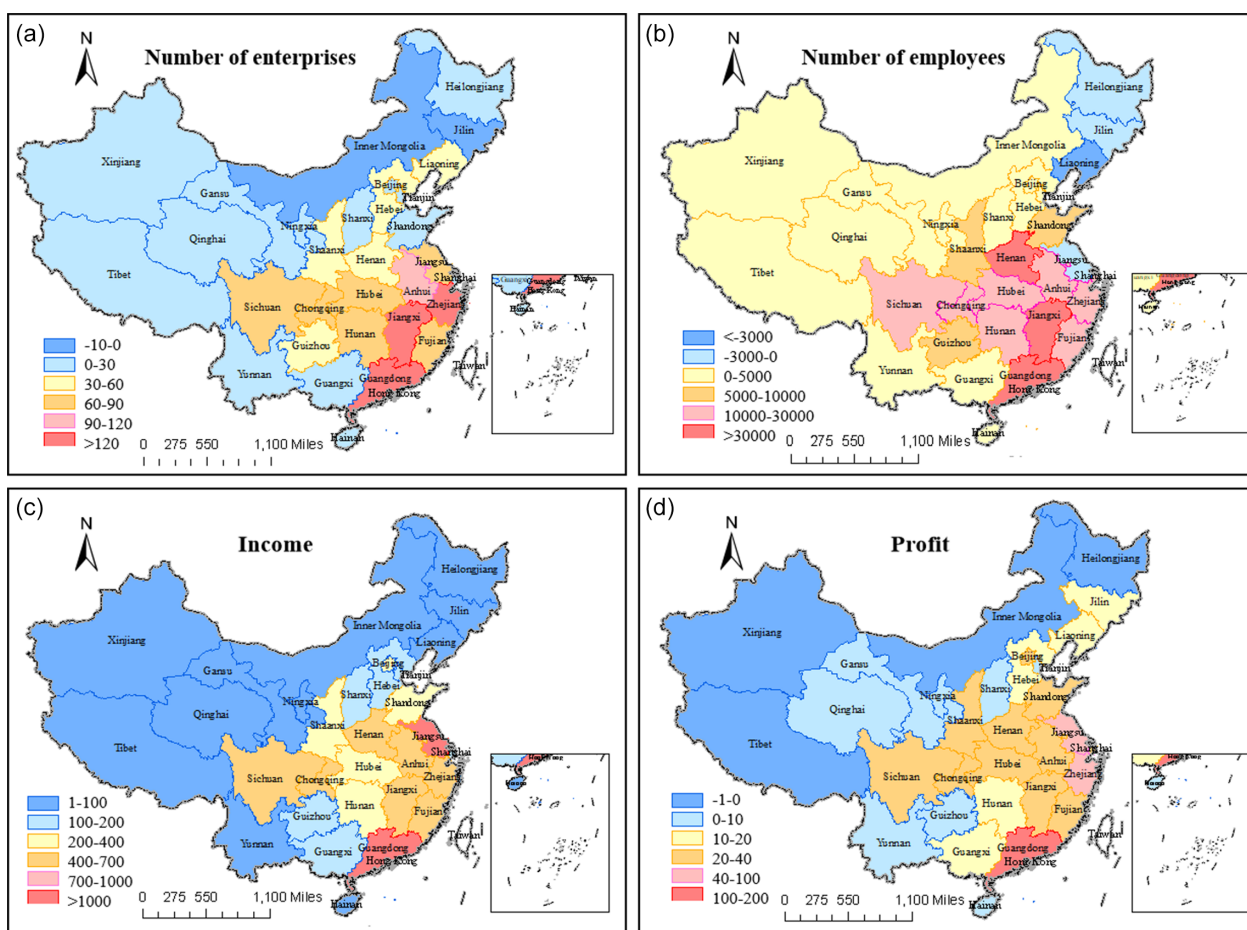 (a)
N
Number of enterprises
Heilongjiang
Jilin
Inner Mongolia
Liaoning
Xinjiang
Gansu
Beijing
Tianjin
Hebei
Shanxi
Ningxia
Shandong
Qinghai
Shaanxi
Henan
Jiangsu
Shanghai
Tibet
Anhui
Sichuan
Chongqing
Hubei
Zhejiang
Hunan
Jiangxi
Guizhou
Fujian
Yunnan
Guangxi
Guangdong
Taiwan
Hong Kong
Hainan
-10-0
0-30
30-60
60-90
90-120
>120
0 275 550 1,100 Miles
(b)
N
Number of employees
Heilongjiang
Jilin
Inner Mongolia
Liaoning
Xinjiang
Gansu
Beijing
Tianjin
Hebei
Shanxi
Ningxia
Shandong
Qinghai
Shaanxi
Henan
Jiangsu
Shanghai
Tibet
Anhui
Sichuan
Chongqing
Hubei
Zhejiang
Hunan
Jiangxi
Guizhou
Fujian
Yunnan
Guangxi
Guangdong
Taiwan
Hong Kong
Hainan
<-3000
-3000-0
0-5000
5000-10000
10000-30000
>30000
0 275 550 1,100 Miles
(c)
N
Income
Heilongjiang
Jilin
Inner Mongolia
Liaoning
Xinjiang
Gansu
Beijing
Tianjin
Hebei
Shanxi
Ningxia
Shandong
Qinghai
Shaanxi
Henan
Jiangsu
Shanghai
Tibet
Anhui
Sichuan
Chongqing
Hubei
Zhejiang
Hunan
Jiangxi
Guizhou
Fujian
Yunnan
Guangxi
Guangdong
Taiwan
Hong Kong
Hainan
1-100
100-200
200-400
400-700
700-1000
>1000
0 275 550 1,100 Miles
(d)
N
Profit
Heilongjiang
Jilin
Inner Mongolia
Liaoning
Xinjiang
Gansu
Beijing
Tianjin
Hebei
Shanxi
Ningxia
Shandong
Qinghai
Shaanxi
Henan
Jiangsu
Shanghai
Tibet
Anhui
Sichuan
Chongqing
Hubei
Zhejiang
Hunan
Jiangxi
Guizhou
Fujian
Yunnan
Guangxi
Guangdong
Taiwan
Hong Kong
Hainan
-1-0
0-10
10-20
20-40
40-100
100-200
0 275 550 1,100 Miles